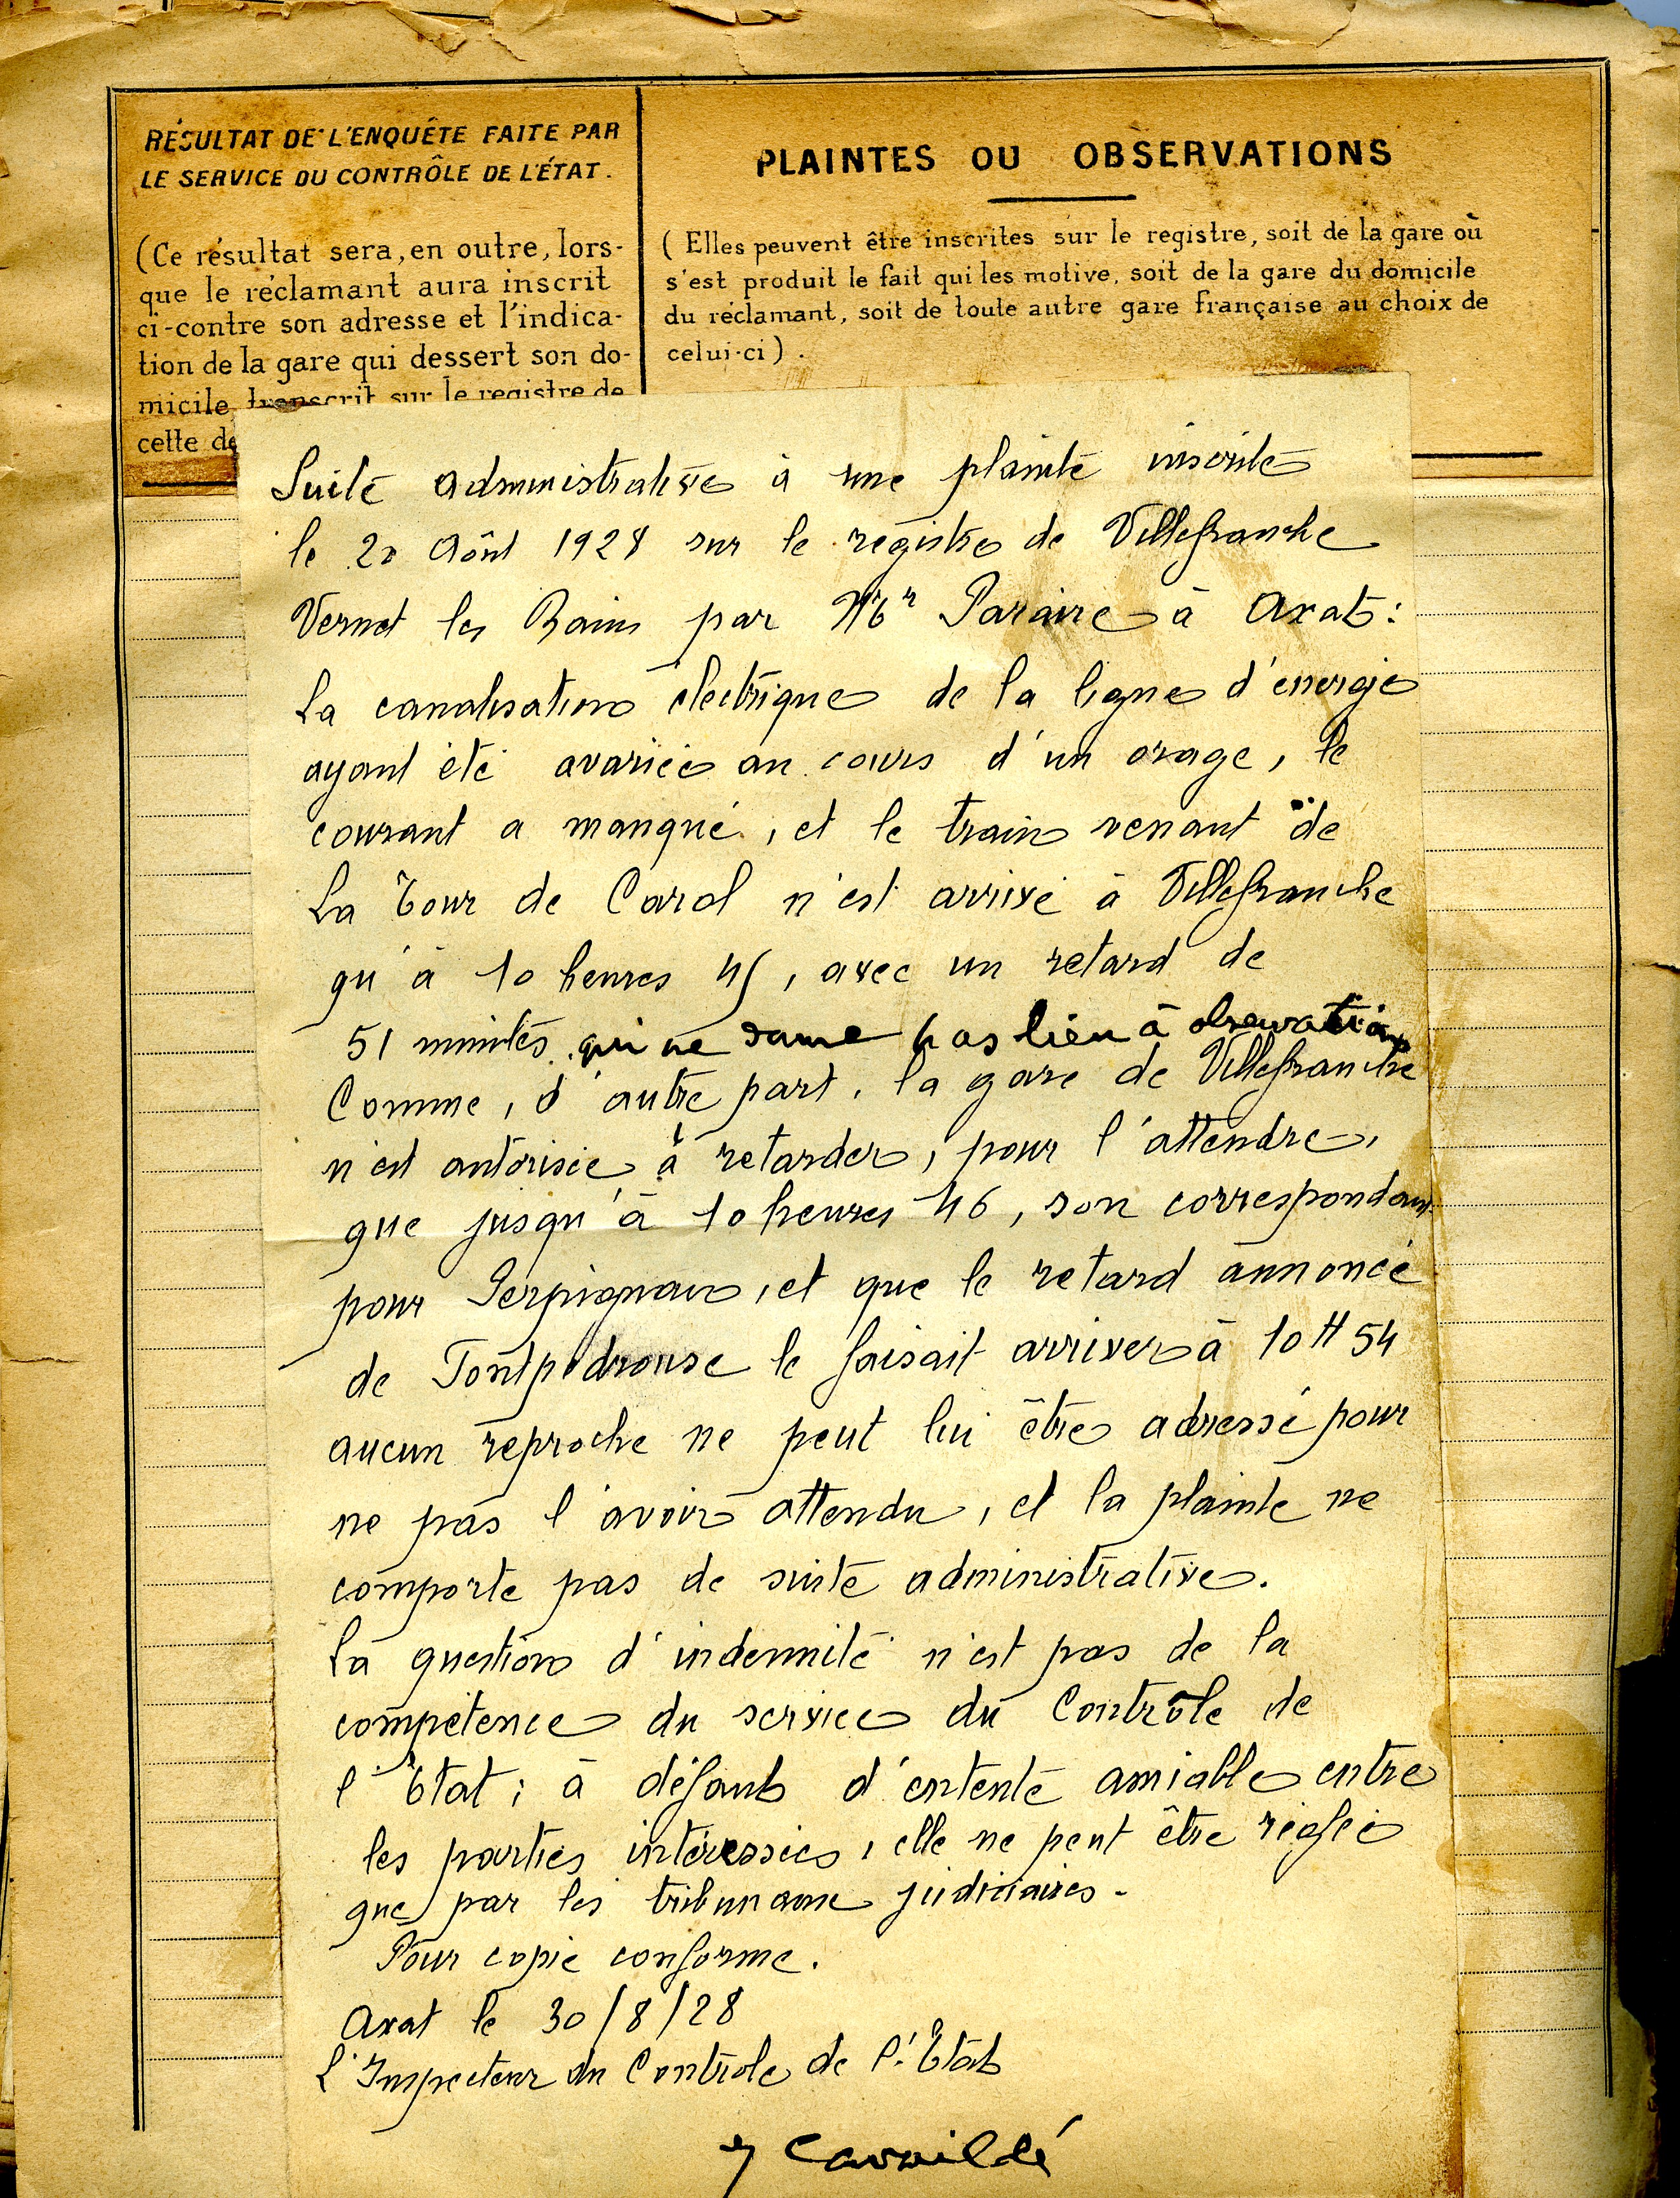 RÉSULTAT DE L'ENQUÊTE FAITE PAR
LE SERVICE DU CONTRÔLE DE L'ÉTAT.
(Ce résultat sera, en outre, lors-
que le réclamant aura inscrit
ci-contre son adresse et l'indica-
tion de la gare qui dessert son do-
micile transcrit sur le registre de
cette de
PLAINTES OU OBSERVATIONS
(Elles peuvent être inscrites sur le registre, soit de la gare où
s'est produit le fait qui les motive, soit de la gare du domicile
du réclamant, soit de toute autre gare française au choix de
celui-ci).
Suite administrative à une plainte inscrite
le Août 1928 sur le registre de Villefranche
Vernet les Bains par Mr Paraire à Axat:
La canalisation électrique de la ligne d'énergie
ayant été avariée au cours d'un orage, le
courant a manqué, et le train venant de
La Tour de Carol n'est arrivé à Villefranche
qu'à 10 heures 45, avec un retard de
51 minutes qui ne donne pas lieu à observation
Comme, d'autre part, la gare de Villefranche
n'est autorisée à retarder, pour l'attendre,
que jusqu'à 10 heures 46, son correspondant
pour Perpignan, et que le retard annoncé
de Fontpédrouse le faisait arriver à 10 H 54
aucun reproche ne peut lui être adressé pour
ne pas l'avoir attendu, et la plainte ne
comporte pas de suite administrative.
La question d'indemnité n'est pas de la
compétence du service du Contrôle de
l'Etat; à défaut d'entente amiable entre
les parties intéressées, elle ne peut être réglée
que par les tribunaux judiciaires.
Pour copie conforme.
Axat le 30/8/28
L'Inspecteur du Controle de l'Etat
Cavaillé